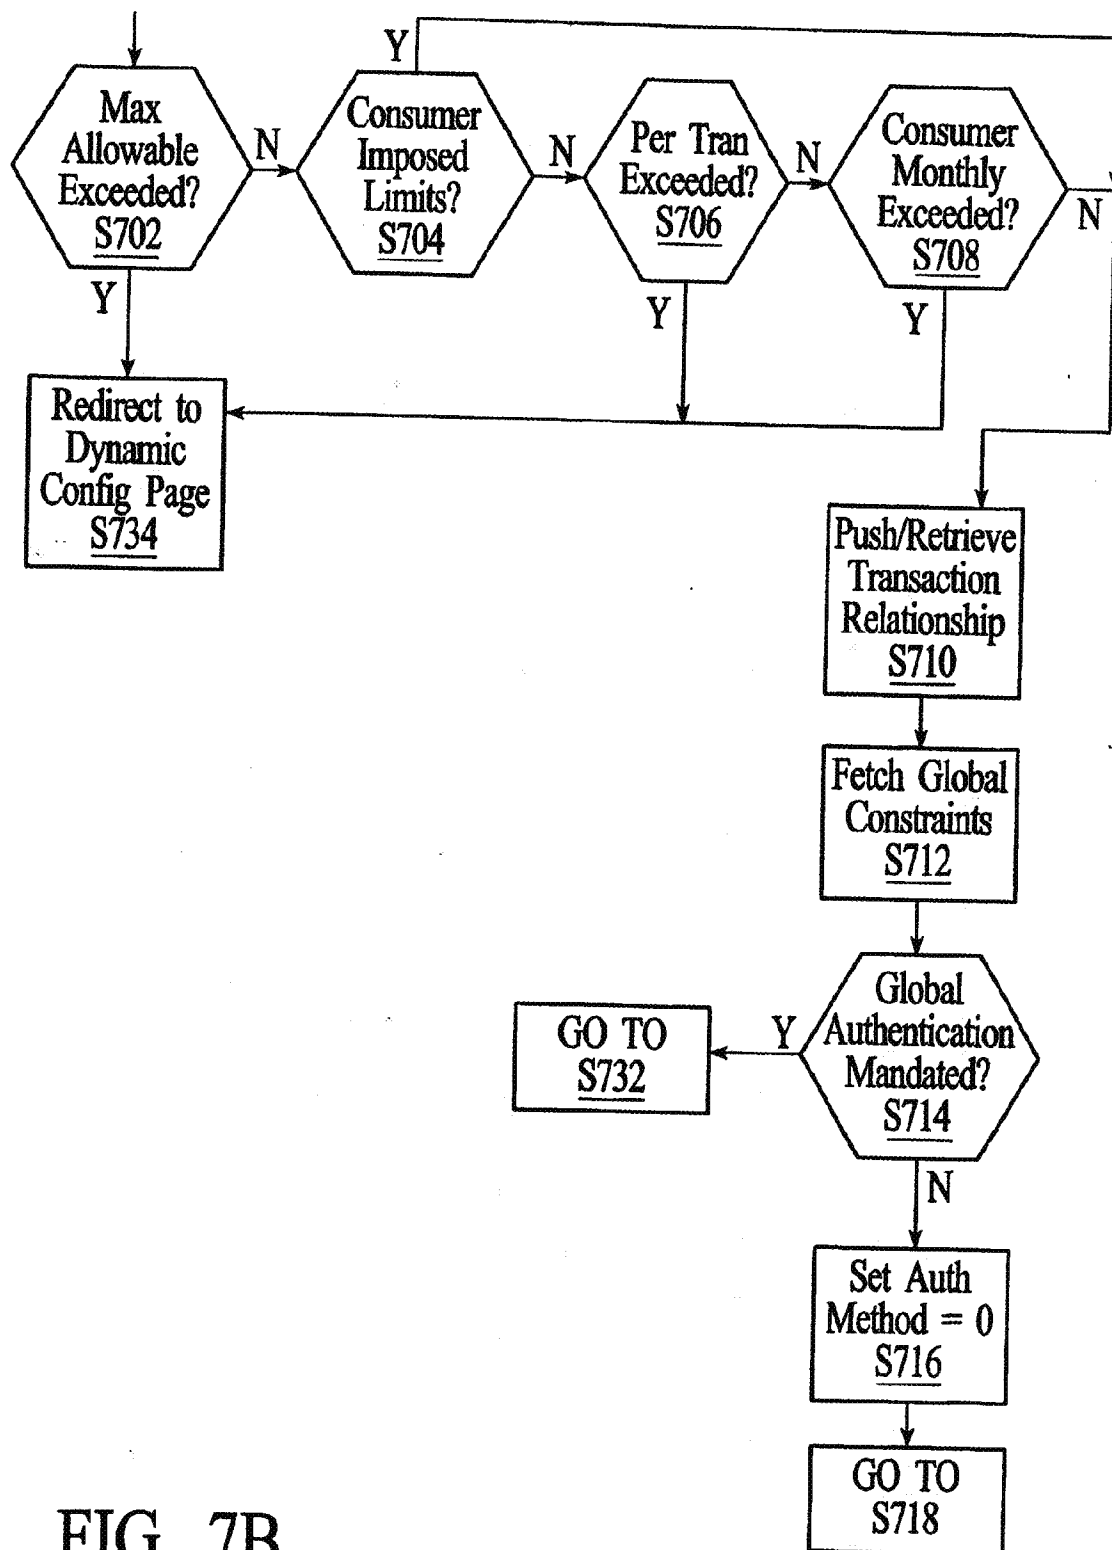 Max
Allowable
Exceeded?
S702
Y
N
Consumer
Imposed
Limits?
S704
Y
N
Per Tran
Exceeded?
S706
Y
N
Consumer
Monthly
Exceeded?
S708
Y
N
Redirect to
Dynamic
Config Page
S734
Push/Retrieve
Transaction
Relationship
S710
Fetch Global
Constraints
S712
Global
Authentication
Mandated?
S714
Y
GO TO
S732
N
Set Auth
Method = 0
S716
GO TO
S718
FIG. 7B